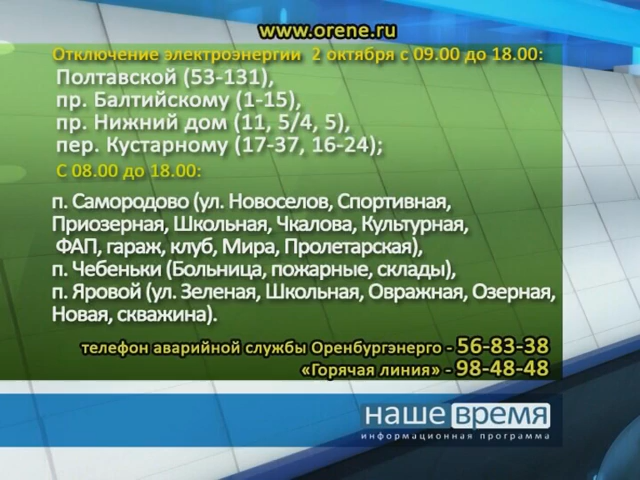 www.orene.ru
Отключение электроэнергии 2 октября с 09.00 до 18.00:
Полтавской (53-131),
пр. Балтийскому (1-15),
пр. Нижний дом (11, 5/4, 5),
пер. Кустарному (17-37, 16-24);
С 08.00 до 18.00:
п. Самородово (ул. Новоселов, Спортивная,
Приозерная, Школьная, Чкалова, Культурная,
ФАП, гараж, клуб, Мира, Пролетарская),
п. Чебеньки (Больница, пожарные, склады),
п. Яровой (ул. Зеленая, Школьная, Овражная, Озерная,
Новая, скважина).
телефон аварийной службы Оренбургэнерго - 56-83-38
«Горячая линия» - 98-48-48
наше время
информационная программа